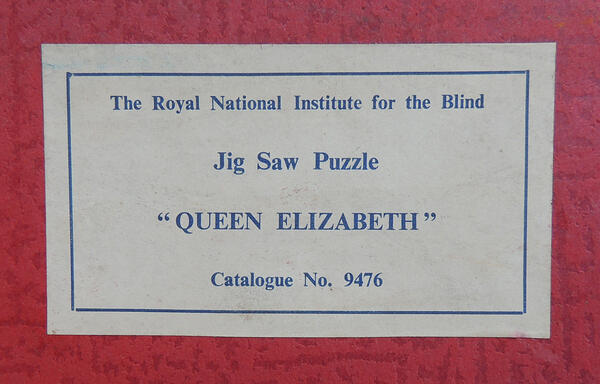 The Royal National Institute for the Blind
Jig Saw Puzzle
“QUEEN ELIZABETH”
Catalogue No. 9476